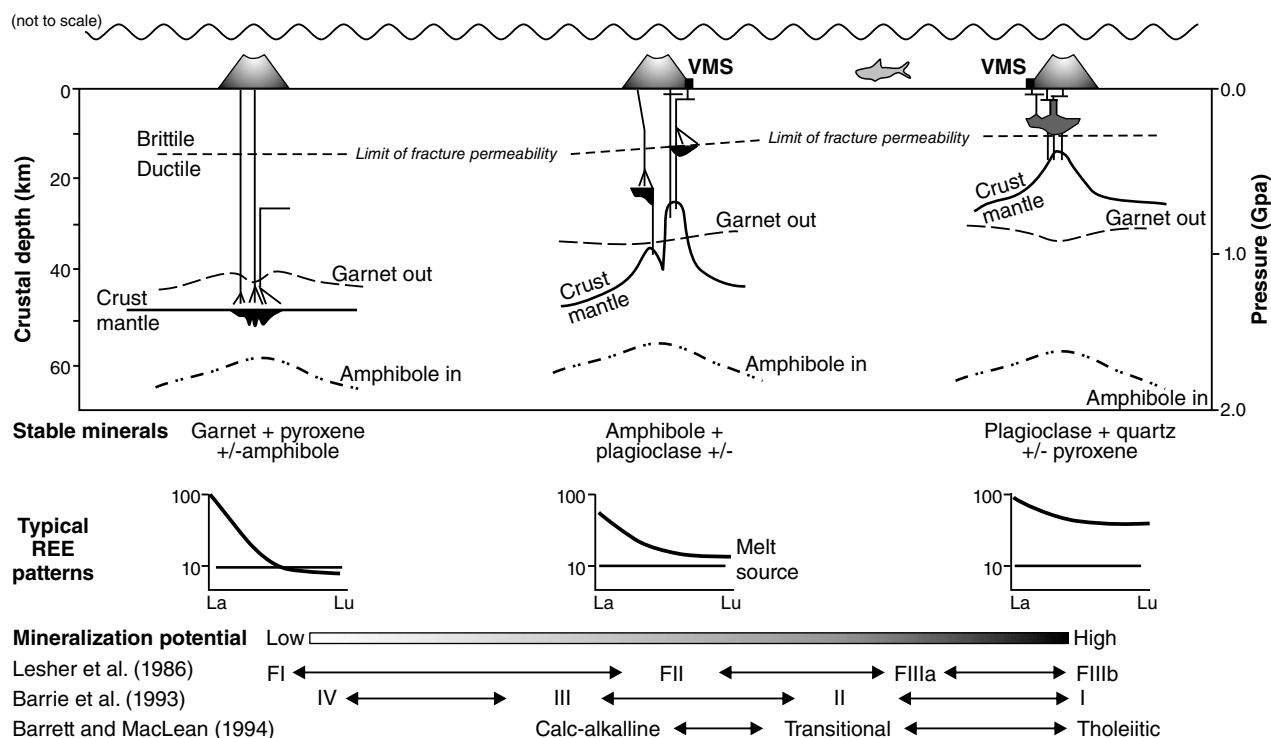 (not to scale)
VMS
VMS
0
20
40
60
Crustal depth (km)
0.0
1.0
2.0
Pressure (Gpa)
Brittile
Ductile
Limit of fracture permeability
Limit of fracture permeability
Garnet out
Crust
mantle
Amphibole in
Garnet out
Crust
mantle
Amphibole in
Crust
mantle
Garnet out
Amphibole in
Stable minerals
Garnet + pyroxene
+/-amphibole
Amphibole +
plagioclase +/-
Plagioclase + quartz
+/- pyroxene
Typical
REE
patterns
100
10
La Lu
100
10
La Lu
Melt
source
100
10
La Lu
Mineralization potential Low High
Lesher et al. (1986) FI FII FIIIa FIIIb
Barrie et al. (1993) IV III II I
Barrett and MacLean (1994) Calc-alkalline Transitional Tholeiitic